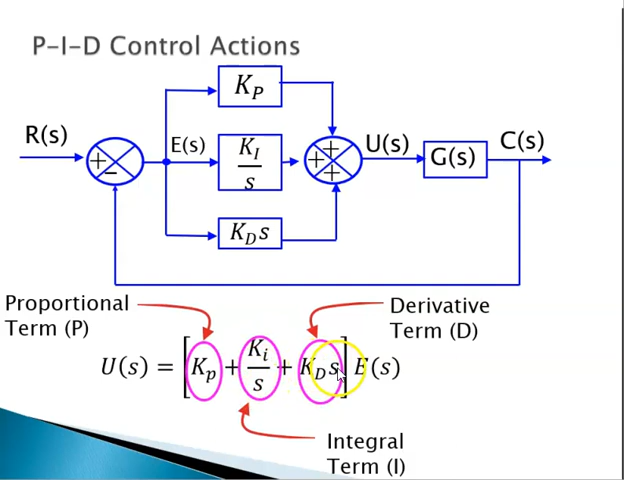 P-I-D Control Actions
K_P
R(s)
E(s)
K_I/s
U(s)
G(s)
C(s)
+
−
+
+
+
K_D s
Proportional
Term (P)
Derivative
Term (D)
U(s) = [K_p + K_i/s + K_D s] E(s)
Integral
Term (I)